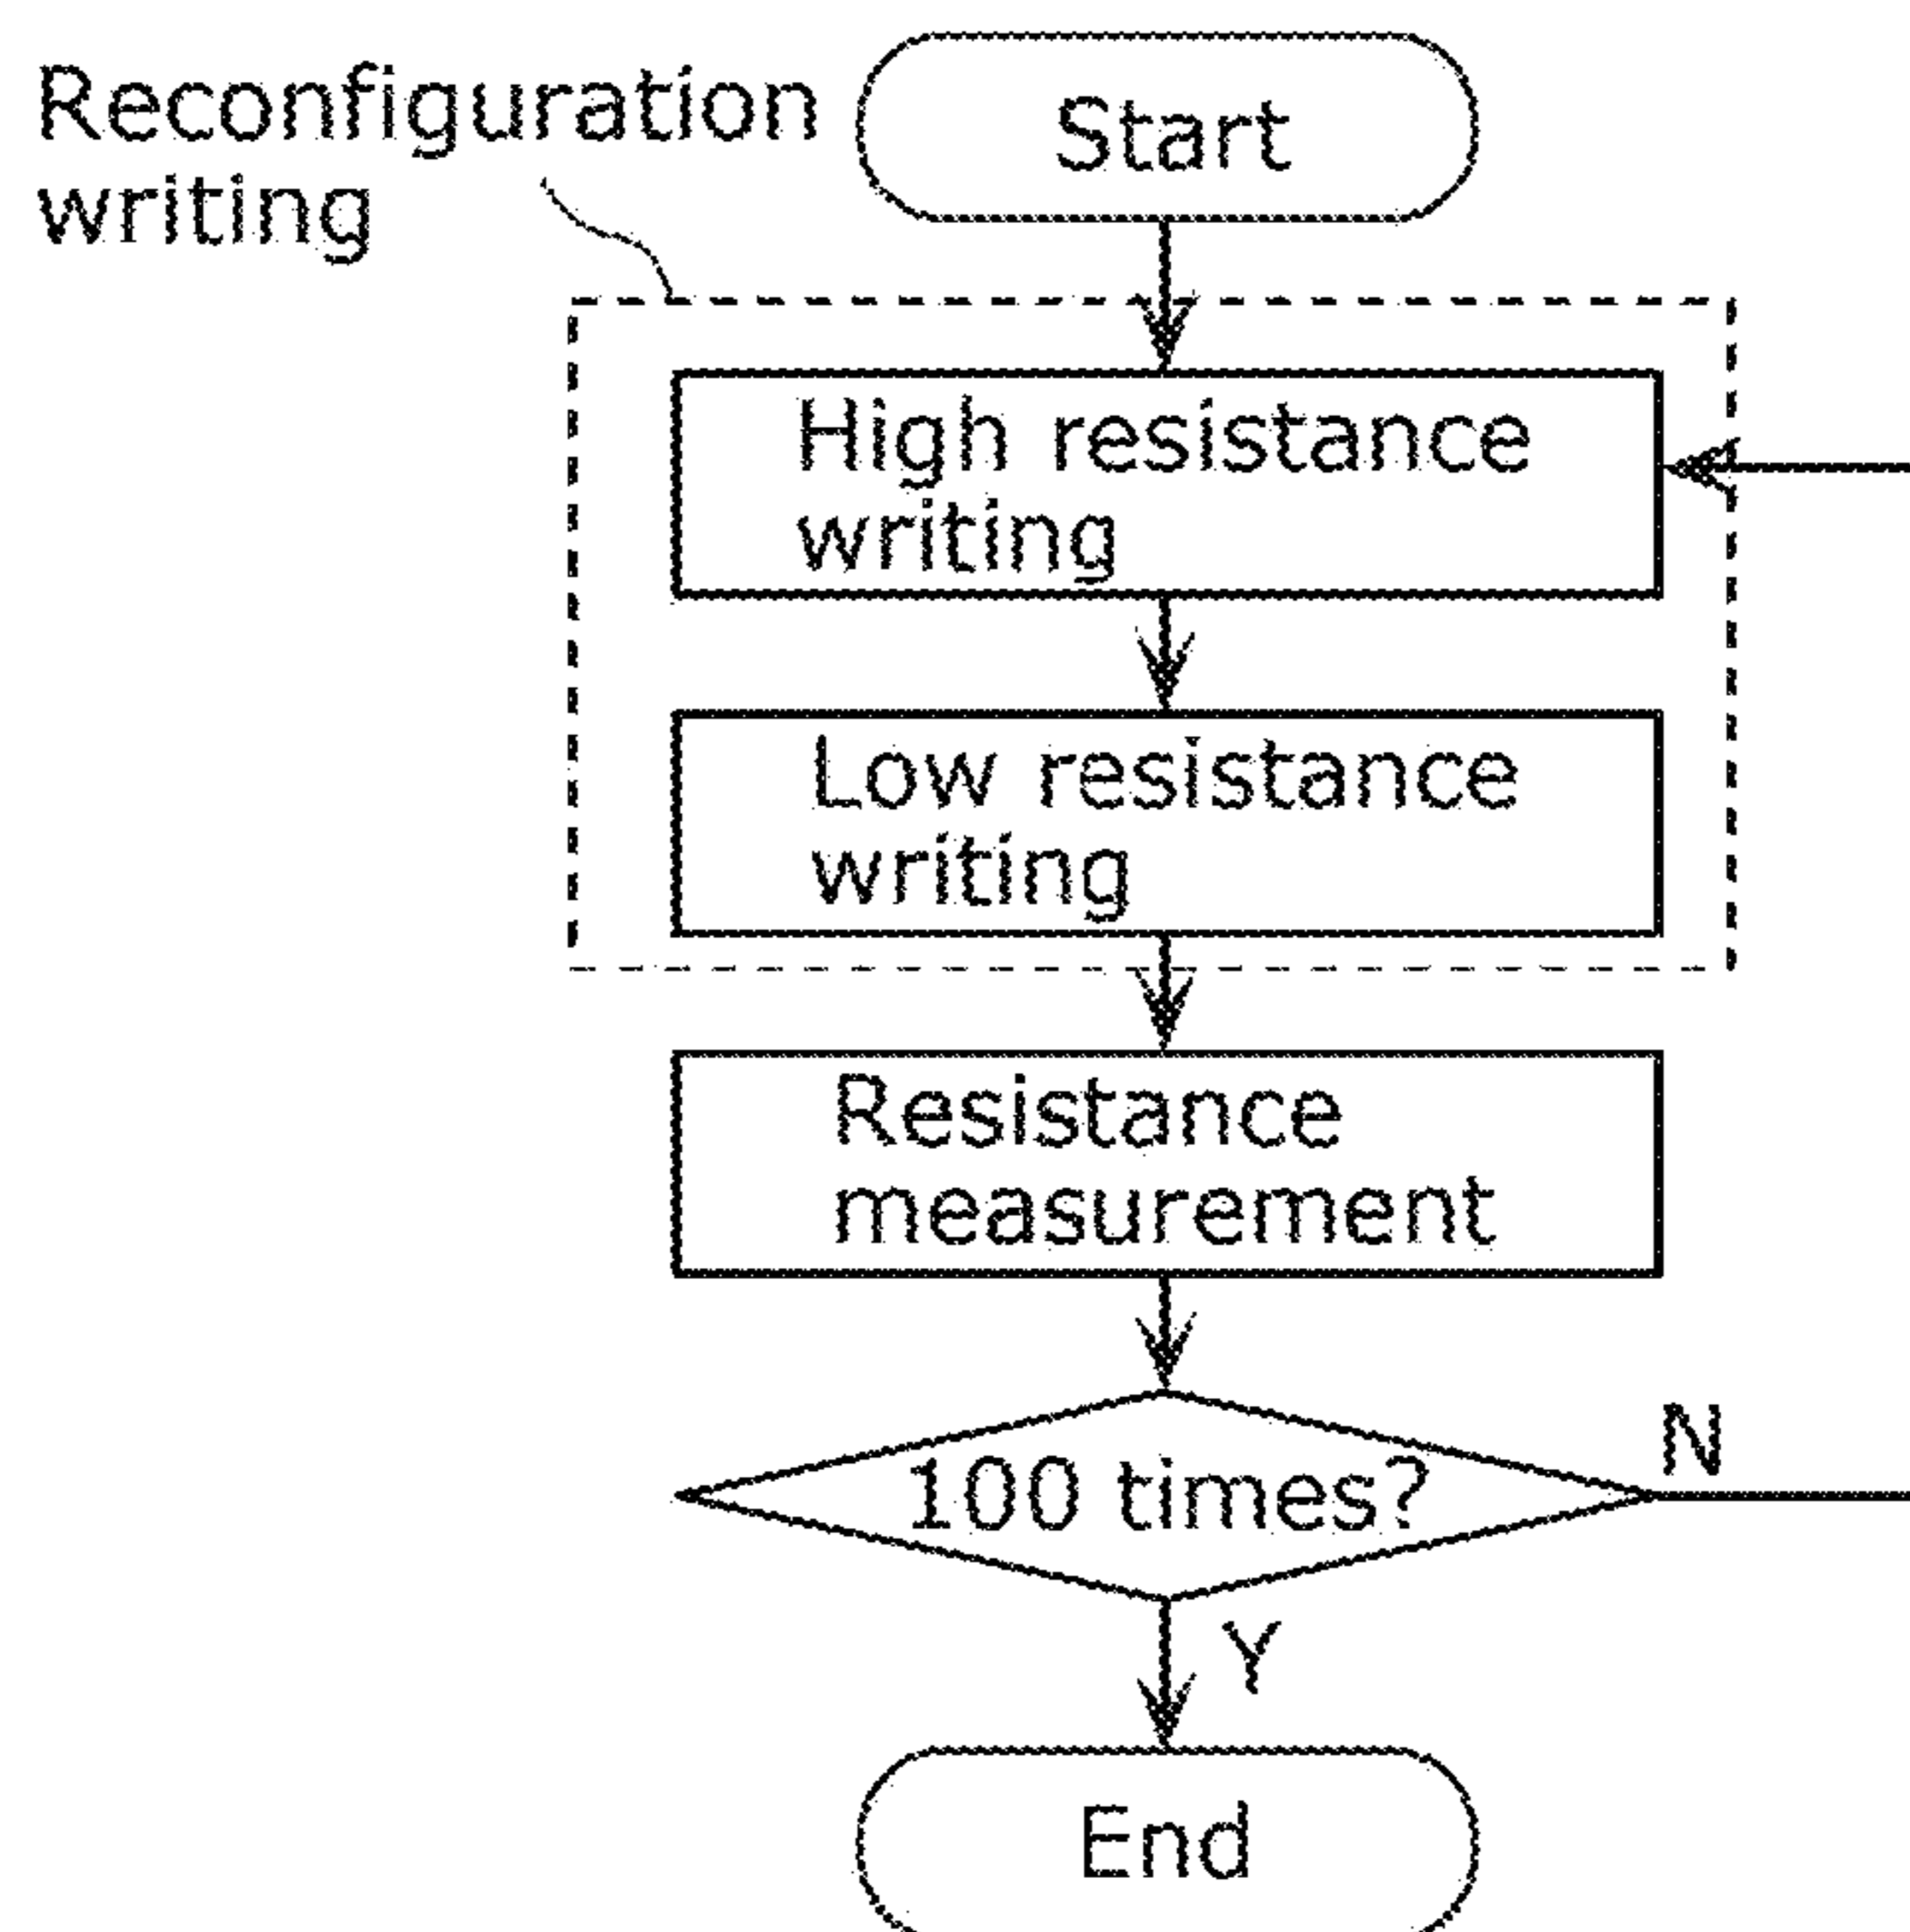 Reconfiguration
writing
Start
High resistance
writing
Low resistance
writing
Resistance
measurement
100 times?
N
Y
End